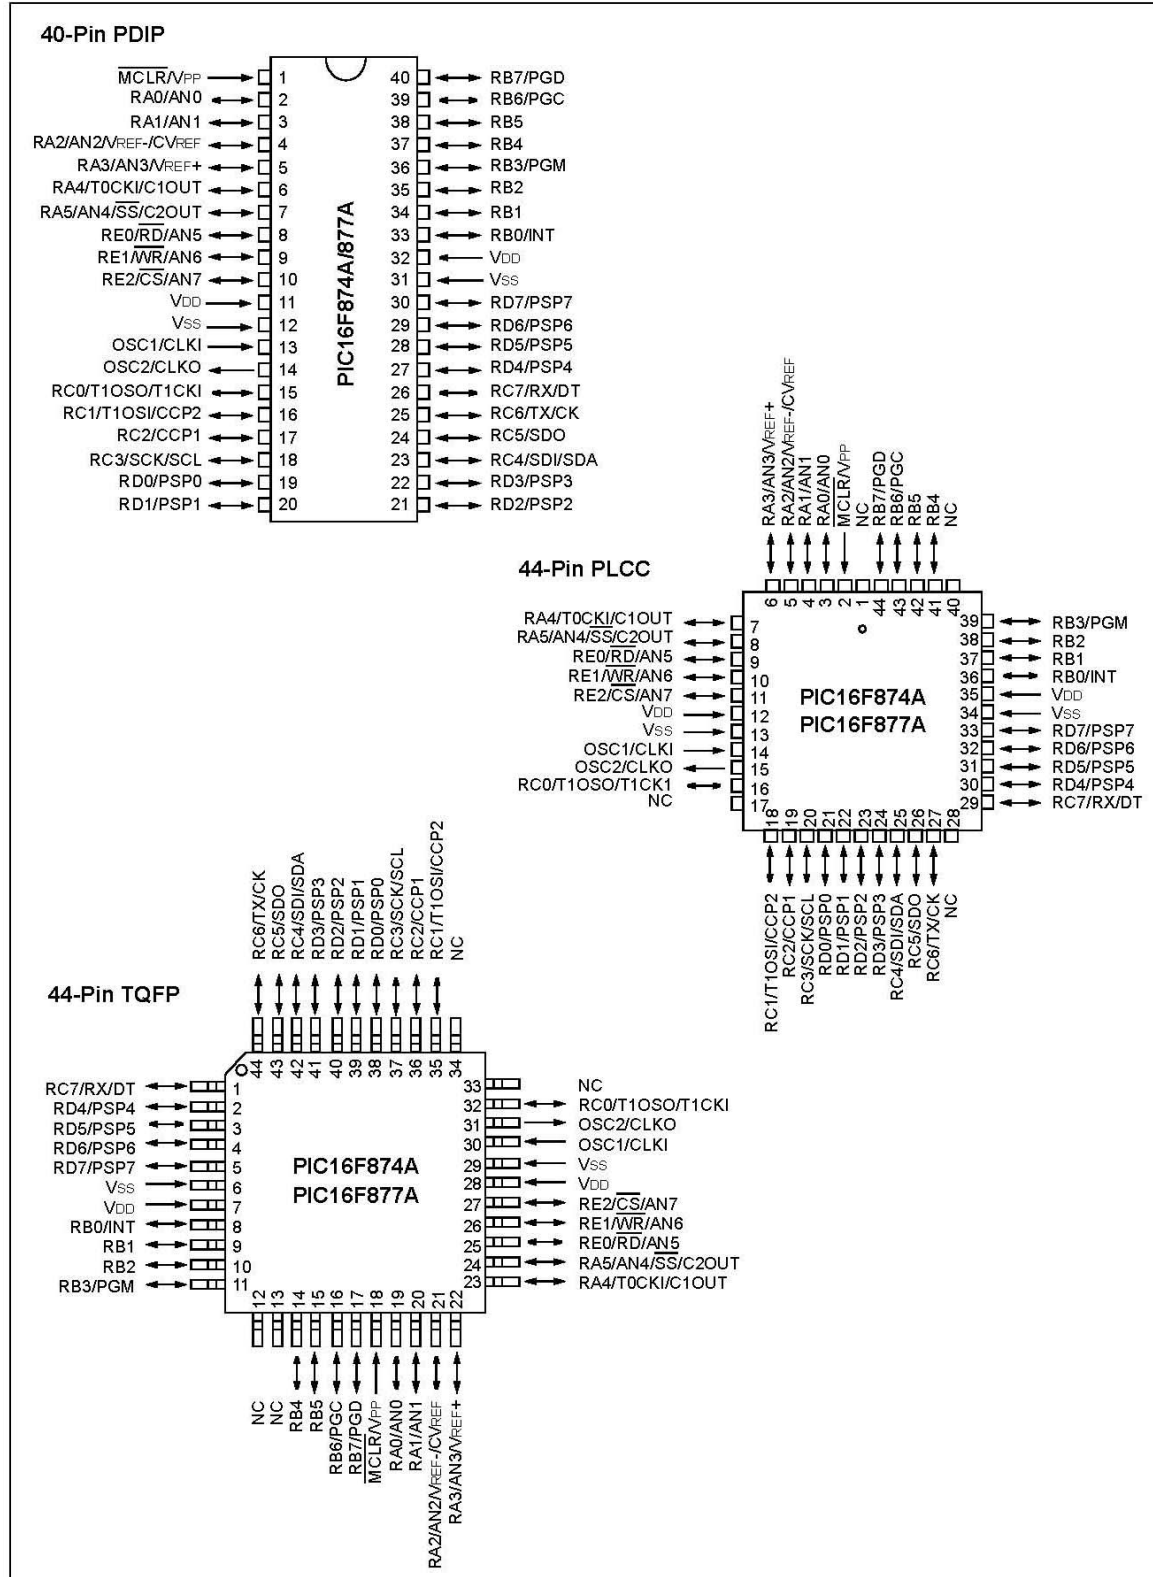 40-Pin PDIP
MCLR/VPP 1 40 RB7/PGD
RA0/AN0 2 39 RB6/PGC
RA1/AN1 3 38 RB5
RA2/AN2/VREF-/CVREF 4 37 RB4
RA3/AN3/VREF+ 5 36 RB3/PGM
RA4/T0CKI/C1OUT 6 35 RB2
RA5/AN4/SS/C2OUT 7 34 RB1
RE0/RD/AN5 8 33 RB0/INT
RE1/WR/AN6 9 32 VDD
RE2/CS/AN7 10 31 VSS
VDD 11 30 RD7/PSP7
VSS 12 29 RD6/PSP6
OSC1/CLKI 13 28 RD5/PSP5
OSC2/CLKO 14 27 RD4/PSP4
RC0/T1OSO/T1CKI 15 26 RC7/RX/DT
RC1/T1OSI/CCP2 16 25 RC6/TX/CK
RC2/CCP1 17 24 RC5/SDO
RC3/SCK/SCL 18 23 RC4/SDI/SDA
RD0/PSP0 19 22 RD3/PSP3
RD1/PSP1 20 21 RD2/PSP2
PIC16F874A/877A
44-Pin PLCC
RA3/AN3/VREF+
RA2/AN2/VREF-/CVREF
RA1/AN1
RA0/AN0
MCLR/VPP
NC
RB7/PGD
RB6/PGC
RB5
RB4
NC
6 5 4 3 2 1 44 43 42 41 40
RA4/T0CKI/C1OUT 7 39 RB3/PGM
RA5/AN4/SS/C2OUT 8 38 RB2
RE0/RD/AN5 9 37 RB1
RE1/WR/AN6 10 36 RB0/INT
RE2/CS/AN7 11 35 VDD
VDD 12 34 VSS
VSS 13 33 RD7/PSP7
OSC1/CLKI 14 32 RD6/PSP6
OSC2/CLKO 15 31 RD5/PSP5
RC0/T1OSO/T1CK1 16 30 RD4/PSP4
NC 17 29 RC7/RX/DT
PIC16F874A
PIC16F877A
18 19 20 21 22 23 24 25 26 27 28
RC1/T1OSI/CCP2
RC2/CCP1
RC3/SCK/SCL
RD0/PSP0
RD1/PSP1
RD2/PSP2
RD3/PSP3
RC4/SDI/SDA
RC5/SDO
RC6/TX/CK
NC
44-Pin TQFP
RC6/TX/CK
RC5/SDO
RC4/SDI/SDA
RD3/PSP3
RD2/PSP2
RD1/PSP1
RD0/PSP0
RC3/SCK/SCL
RC2/CCP1
RC1/T1OSI/CCP2
NC
44 43 42 41 40 39 38 37 36 35 34
RC7/RX/DT 1 33 NC
RD4/PSP4 2 32 RC0/T1OSO/T1CKI
RD5/PSP5 3 31 OSC2/CLKO
RD6/PSP6 4 30 OSC1/CLKI
RD7/PSP7 5 29 VSS
VSS 6 28 VDD
VDD 7 27 RE2/CS/AN7
RB0/INT 8 26 RE1/WR/AN6
RB1 9 25 RE0/RD/AN5
RB2 10 24 RA5/AN4/SS/C2OUT
RB3/PGM 11 23 RA4/T0CKI/C1OUT
PIC16F874A
PIC16F877A
12 13 14 15 16 17 18 19 20 21 22
NC
NC
RB4
RB5
RB6/PGC
RB7/PGD
MCLR/VPP
RA0/AN0
RA1/AN1
RA2/AN2/VREF-/CVREF
RA3/AN3/VREF+